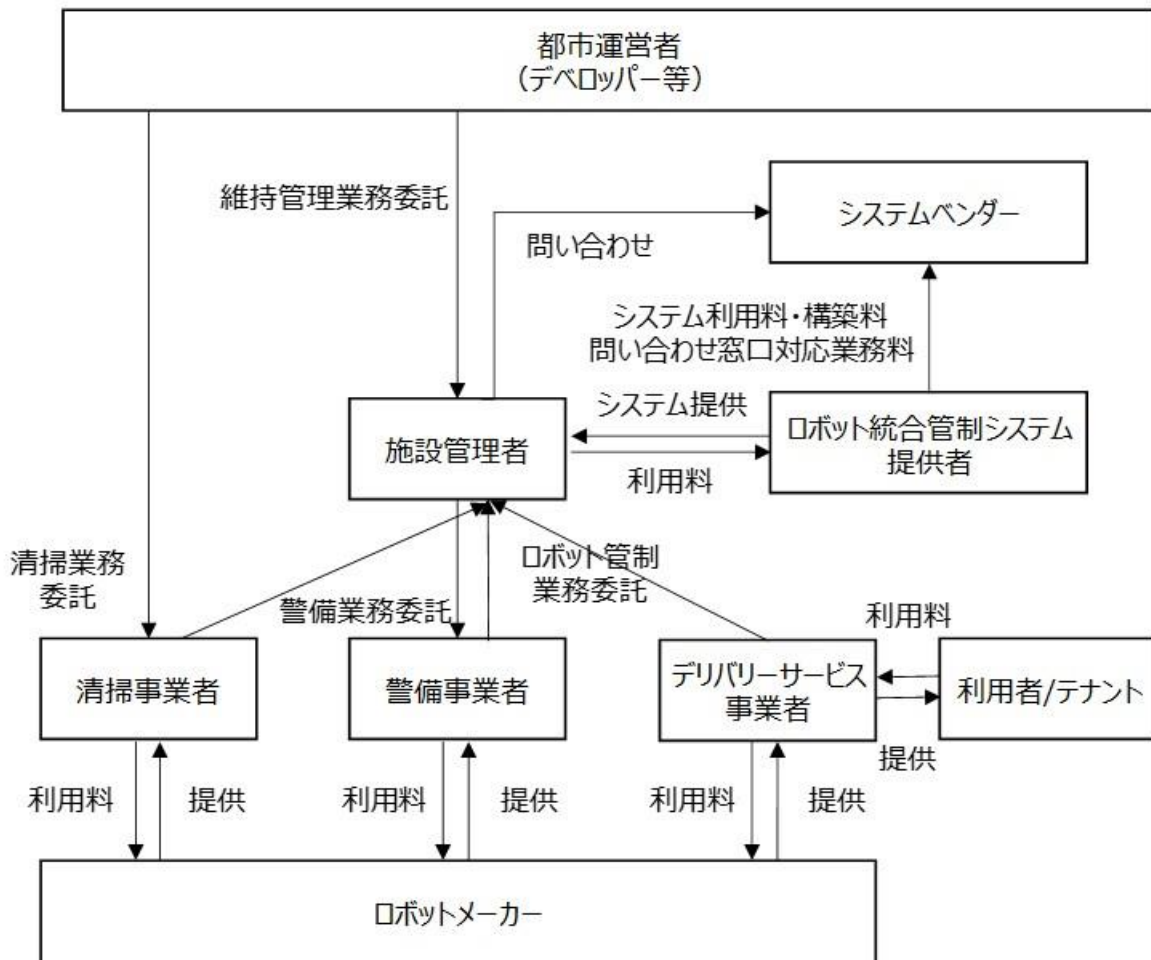 都市運営者
（デベロッパー等）
維持管理業務委託
システムベンダー
問い合わせ
システム利用料・構築料
問い合わせ窓口対応業務料
システム提供
施設管理者
ロボット統合管制システム
提供者
利用料
清掃業務
委託
警備業務委託
ロボット管制
業務委託
利用料
清掃事業者
警備事業者
デリバリーサービス
事業者
利用者/テナント
提供
利用料
提供
利用料
提供
利用料
提供
ロボットメーカー